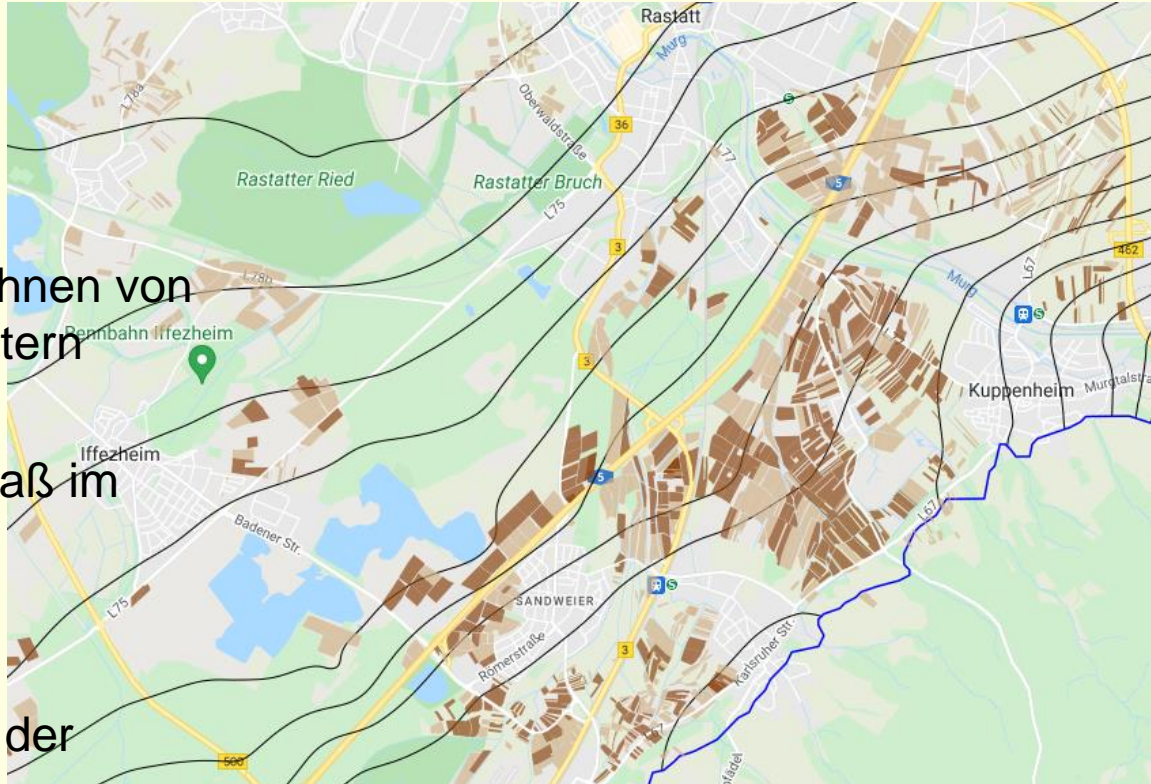 Rastatt
Murg
L78a
Oberwaldstraße
36
S
L77
5
Rastatter Ried
Rastatter Bruch
L75
3
L67
462
hnen von
L78b
Murg
S
Rennbahn Iffezheim
tern
3
Kuppenheim
Murgtalstra
Iffezheim
5
aß im
L67
Badener Str.
S
L75
SANDWEIER
Römerstraße
3
Karlsruher Str.
L67
der
500